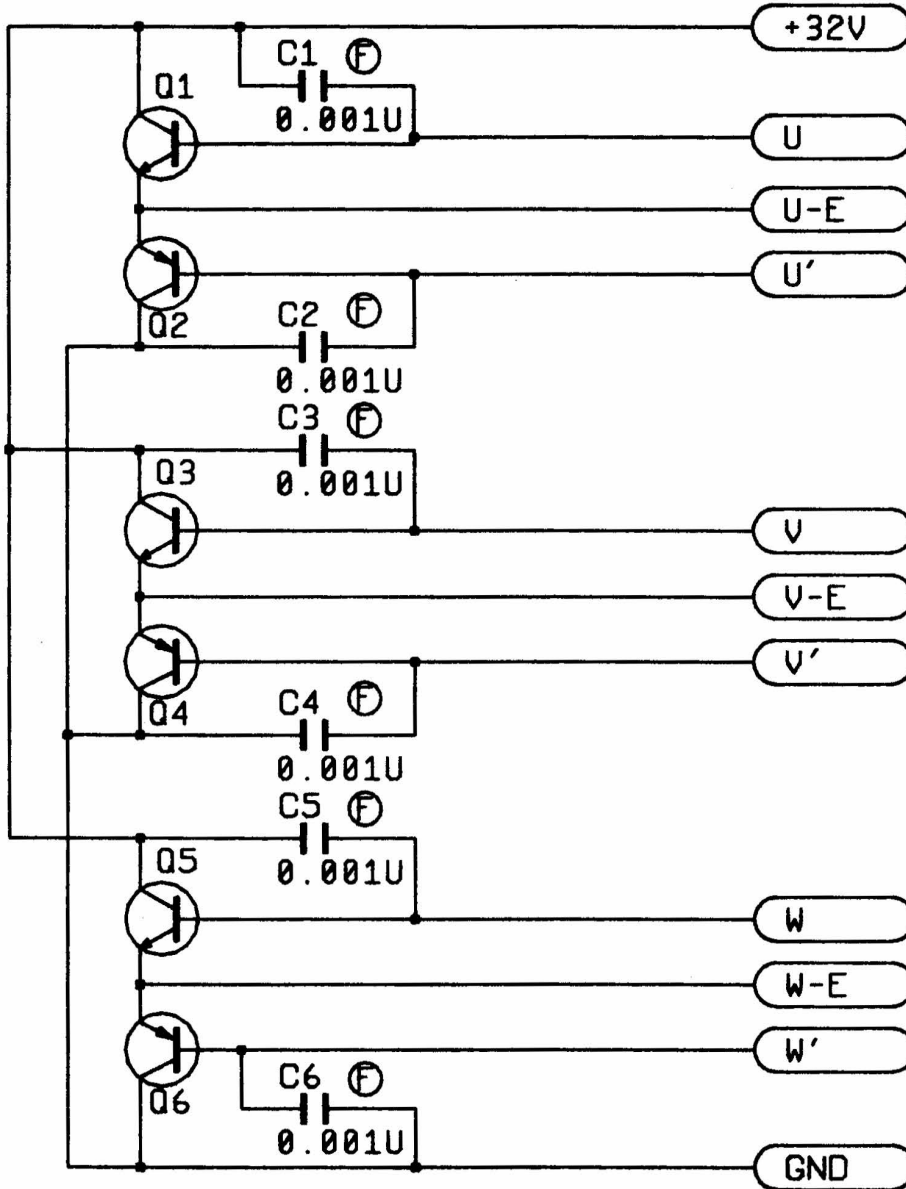 +32V
C1 F
Q1
0.001U
U
U-E
U'
Q2
C2 F
0.001U
C3 F
Q3
0.001U
V
V-E
V'
Q4
C4 F
0.001U
C5 F
Q5
0.001U
W
W-E
W'
Q6
C6 F
0.001U
GND